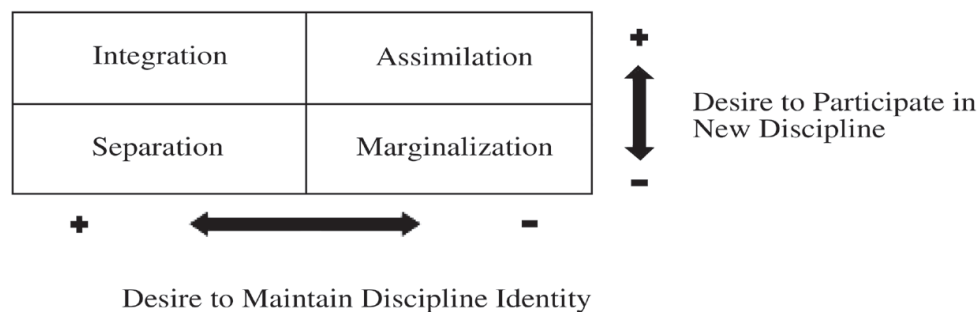 Integration
Assimilation
Separation
Marginalization
+
-
Desire to Participate in
New Discipline
+
-
Desire to Maintain Discipline Identity